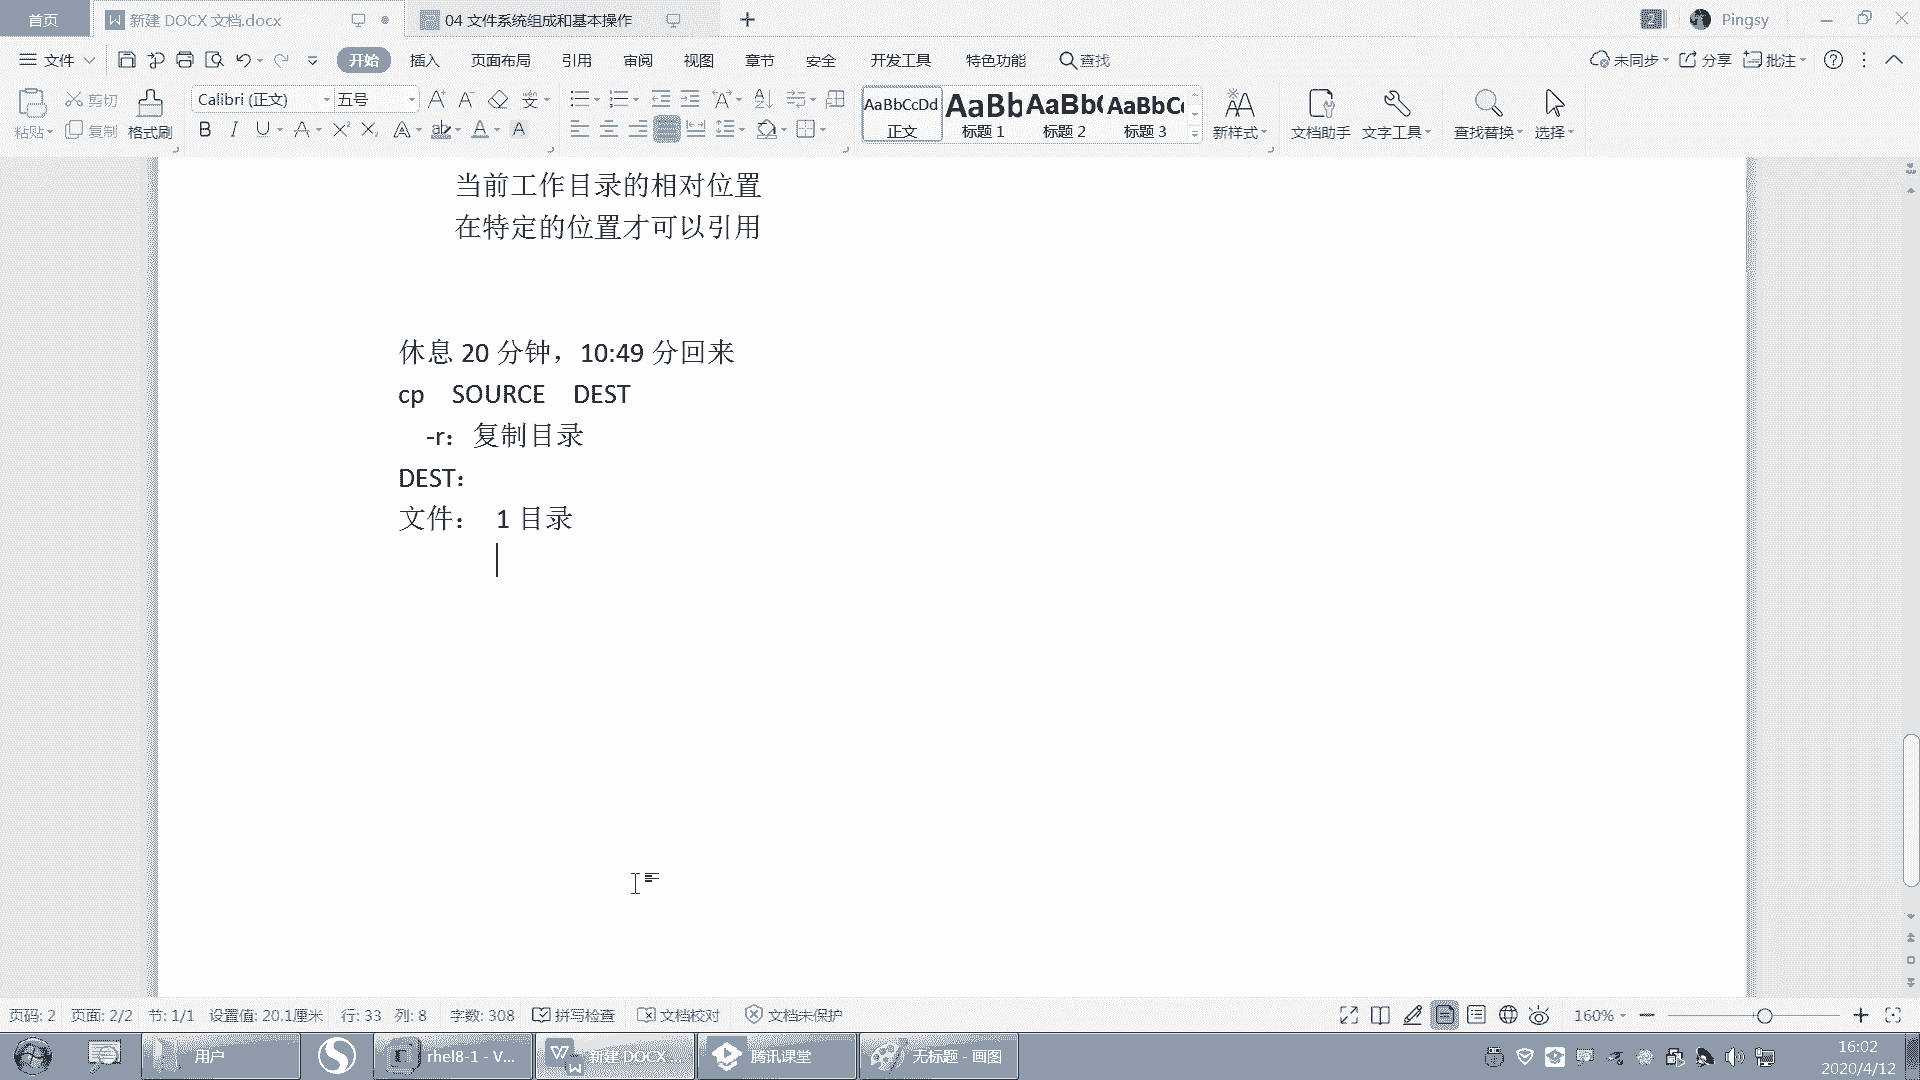 首页 新建 DOCX 文档.docx 04 文件系统组成和基本操作 + 2 Pingsy
文件 开始 插入 页面布局 引用 审阅 视图 章节 安全 开发工具 特色功能 查找 未同步 分享 批注
粘贴 剪切 复制 格式刷 Calibri (正文) 五号
AaBbCcDd AaBb AaBb( AaBbC
正文 标题 1 标题 2 标题 3 新样式 文档助手 文字工具 查找替换 选择
当前工作目录的相对位置
在特定的位置才可以引用
休息 20 分钟，10:49 分回来
cp SOURCE DEST
-r：复制目录
DEST：
文件： 1 目录
页码: 2 页面: 2/2 节: 1/1 设置值: 20.1厘米 行: 33 列: 8 字数: 308 拼写检查 文档校对 文档未保护 160%
用户 rhel8-1 - V... 新建 DOCX ... 腾讯课堂 无标题 - 画图 16:02
2020/4/12